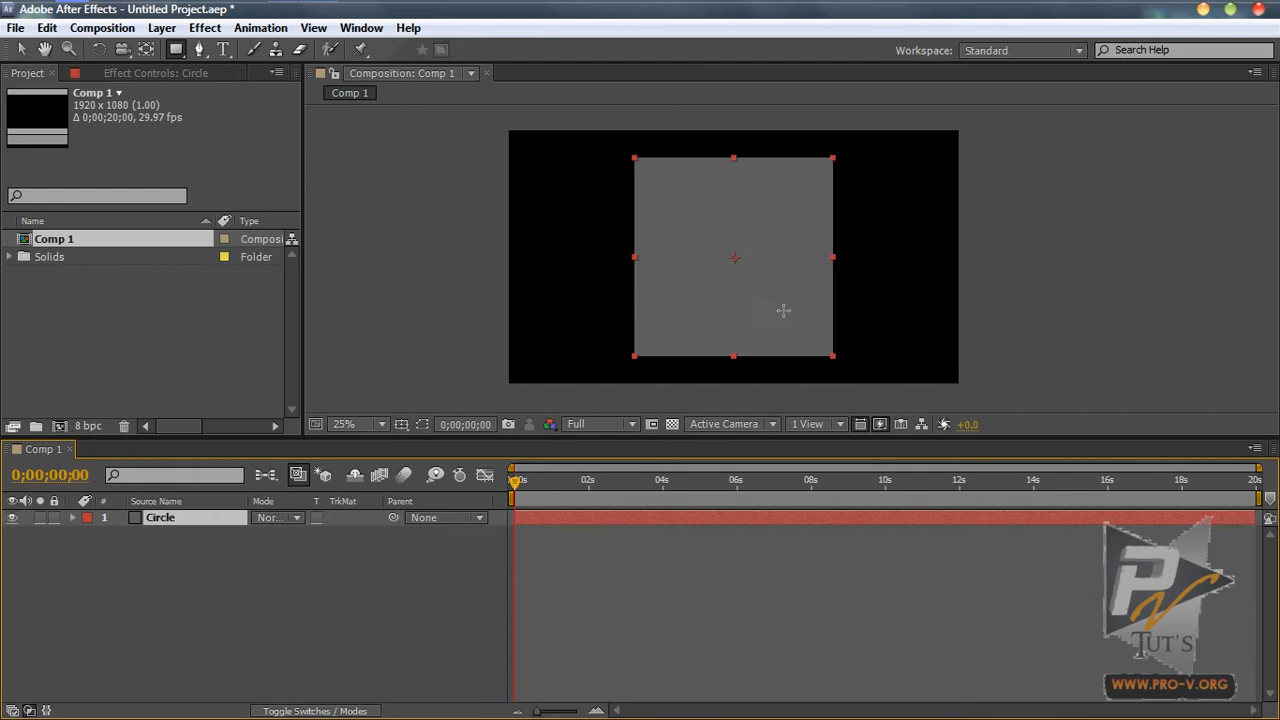 Adobe After Effects - Untitled Project.aep *
File Edit Composition Layer Effect Animation View Window Help
Workspace: Standard Search Help
Project Effect Controls: Circle Composition: Comp 1
Comp 1
1920 x 1080 (1.00)
Δ 0;00;20;00, 29.97 fps
Comp 1
Name Type
Comp 1 Composi
Solids Folder
8 bpc
25% 0;00;00;00 Full Active Camera 1 View +0.0
Comp 1
0;00;00;00
# Source Name Mode T TrkMat Parent
02s 04s 06s 08s 10s 12s 14s 16s 18s 20s
1 Circle Nor... None
PV
TUT'S
WWW.PRO-V.ORG
Toggle Switches / Modes